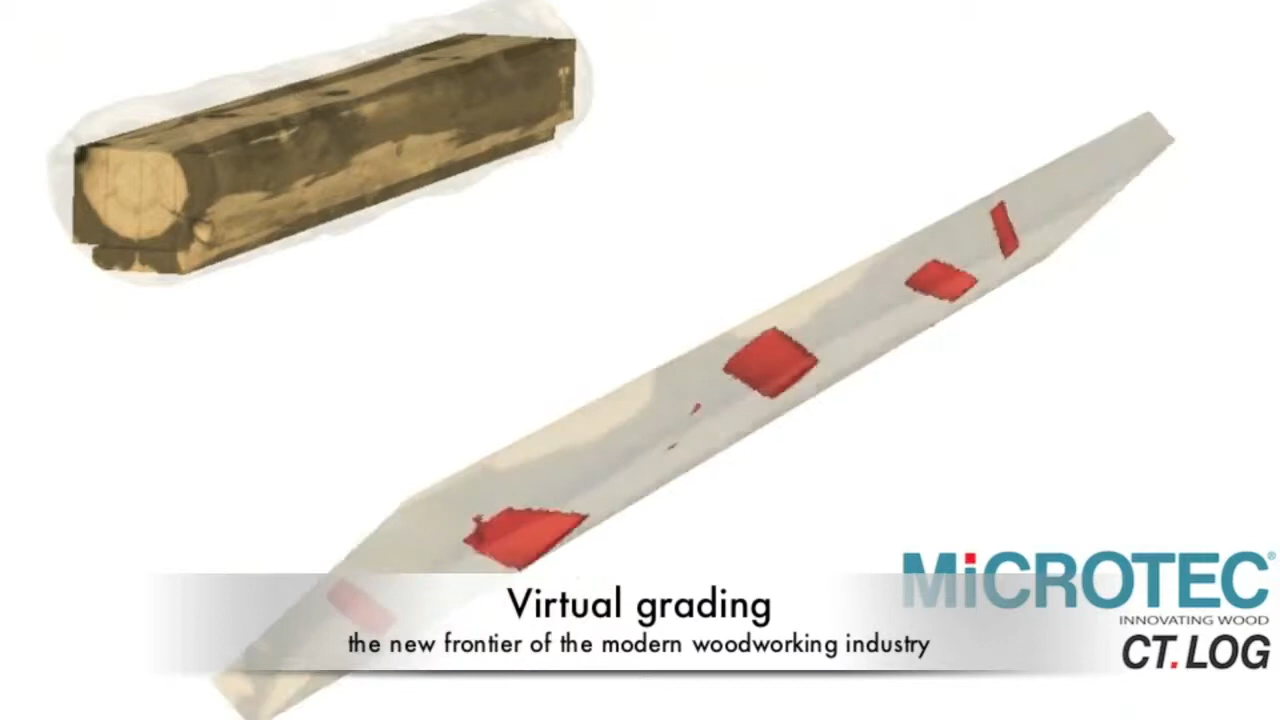 Virtual grading
the new frontier of the modern woodworking industry
MiCROTEC®
INNOVATING WOOD
CT.LOG